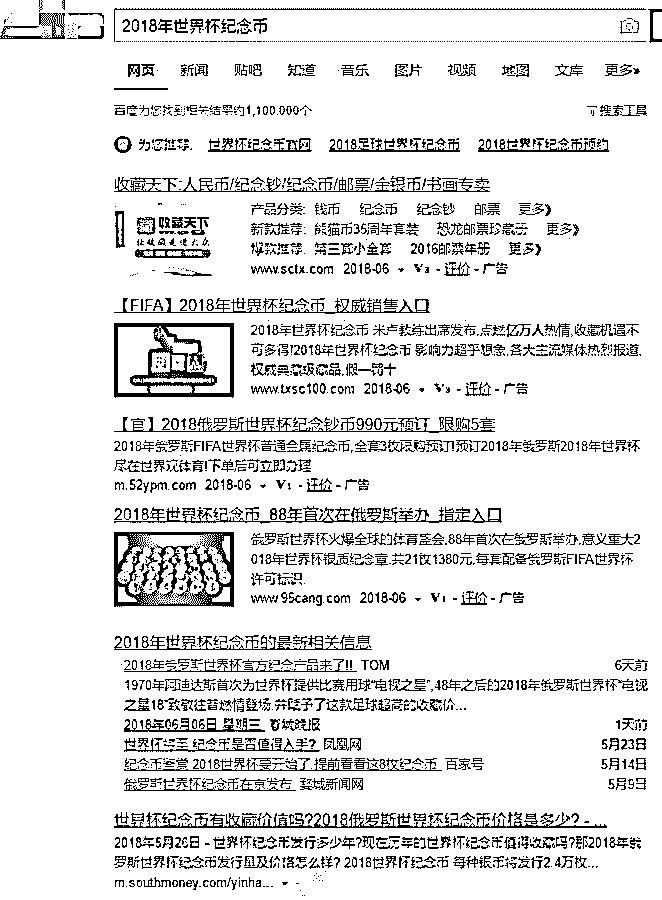 2018年世界杯纪念币
网页 新闻 贴吧 知道 音乐 图片 视频 地图 文库 更多»
百度为您找到相关结果约1,100,000个 搜索工具
为您推荐: 世界杯纪念币官网 2018足球世界杯纪念币 2018世界杯纪念币预约
收藏天下:人民币/纪念钞/纪念币/邮票/金银币/书画专卖
收藏天下
让收藏走进大众
产品分类: 钱币 纪念币 纪念钞 邮票 更多》
新款推荐: 熊猫币35周年套装 恐龙邮票珍藏册 更多》
爆款推荐: 第三套小全套 2016邮票年册 更多》
www.sctx.com 2018-06 V3 - 评价 - 广告
【FIFA】2018年世界杯纪念币_权威销售入口
2018年世界杯纪念币 米卢教练出席发布,点燃亿万人热情,收藏机遇不
可多得!2018年世界杯纪念币 影响力超乎想象,各大主流媒体热烈报道,
权威典藏级藏品,假一罚十
www.txsc100.com 2018-06 V3 - 评价 - 广告
【官】2018俄罗斯世界杯纪念钞币990元预订_限购5套
2018年俄罗斯FIFA世界杯普通金属纪念币,全套3枚限购预订!预订2018年俄罗斯2018年世界杯
尽在世界观体育!下单后可立即办理
m.52ypm.com 2018-06 V1 - 评价 - 广告
2018年世界杯纪念币_88年首次在俄罗斯举办_指定入口
俄罗斯世界杯火爆全球的体育盛会,88年首次在俄罗斯举办,意义重大2
018年世界杯银质纪念章,共21枚1380元,每套配备俄罗斯FIFA世界杯
许可标识.
www.95cang.com 2018-06 V1 - 评价 - 广告
2018年世界杯纪念币的最新相关信息
2018年俄罗斯世界杯官方纪念产品来了!! TOM 6天前
1970年阿迪达斯首次为世界杯提供比赛用球"电视之星",48年之后的2018年俄罗斯世界杯"电视
之星18"致敬往昔燃情登场,并赋予了这款足球超高的收藏价...
2018年06月06日 星期三 春城晚报 1天前
世界杯将至 纪念币是否值得入手? 凤凰网 5月23日
纪念币鉴赏 2018世界杯要开始了,提前看看这8枚纪念币 百家号 5月14日
俄罗斯世界杯纪念币在京发布 婺城新闻网 5月9日
世界杯纪念币有收藏价值吗?2018俄罗斯世界杯纪念币价格是多少? - ...
2018年5月26日 - 世界杯纪念币发行多少年?现在历年的世界杯纪念币值得收藏吗?那2018年俄
罗斯世界杯纪念币发行量及价格怎么样? 2018世界杯纪念币 每种银币将发行2.4万枚...
m.southmoney.com/yinha...